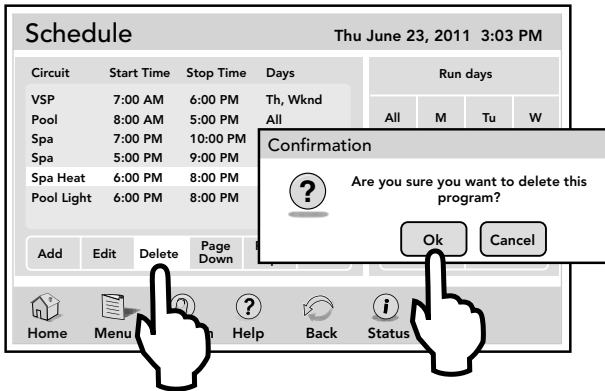 Schedule
Thu June 23, 2011 3:03 PM
Circuit Start Time Stop Time Days
VSP 7:00 AM 6:00 PM Th, Wknd
Pool 8:00 AM 5:00 PM All
Spa 7:00 PM 10:00 PM
Spa 5:00 PM 9:00 PM
Spa Heat 6:00 PM 8:00 PM
Pool Light 6:00 PM 8:00 PM
Run days
All M Tu W
Confirmation
?
Are you sure you want to delete this
program?
Ok Cancel
Add Edit Delete Page
Down
Home Menu Help Back Status